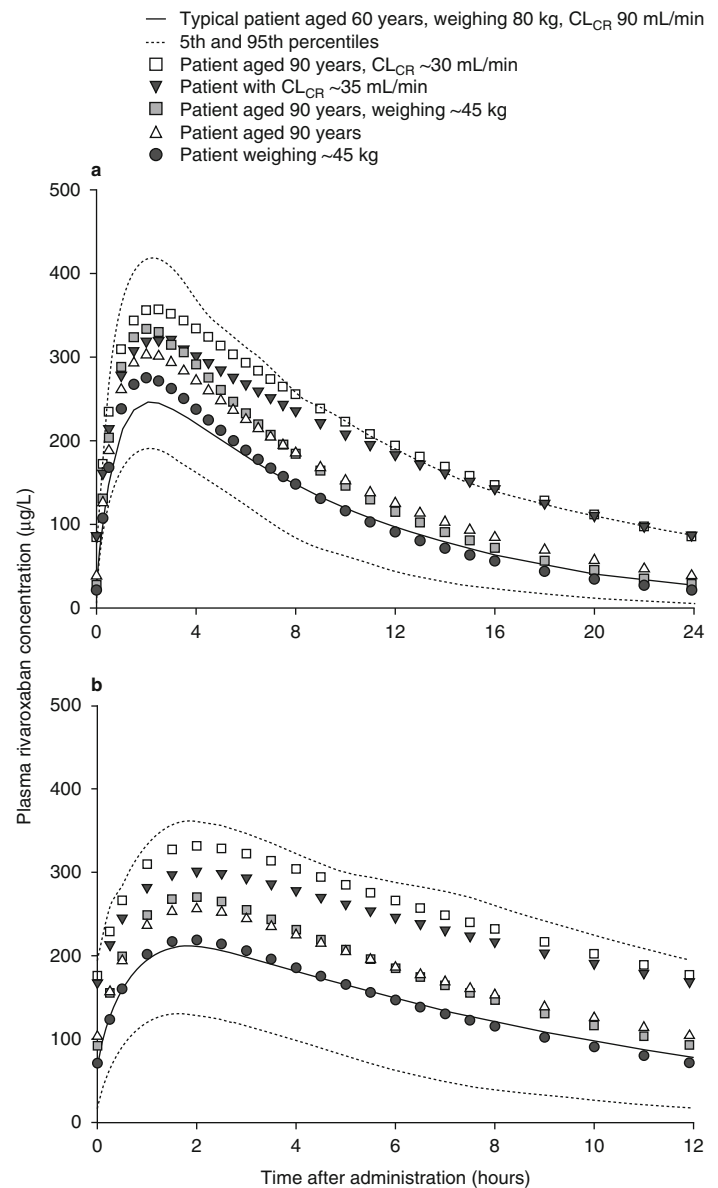 Typical patient aged 60 years, weighing 80 kg, CL_CR 90 mL/min
5th and 95th percentiles
Patient aged 90 years, CL_CR ~30 mL/min
Patient with CL_CR ~35 mL/min
Patient aged 90 years, weighing ~45 kg
Patient aged 90 years
Patient weighing ~45 kg
a
500
400
300
200
100
0
0 4 8 12 16 20 24
b
500
400
300
200
100
0
0 2 4 6 8 10 12
Plasma rivaroxaban concentration (µg/L)
Time after administration (hours)